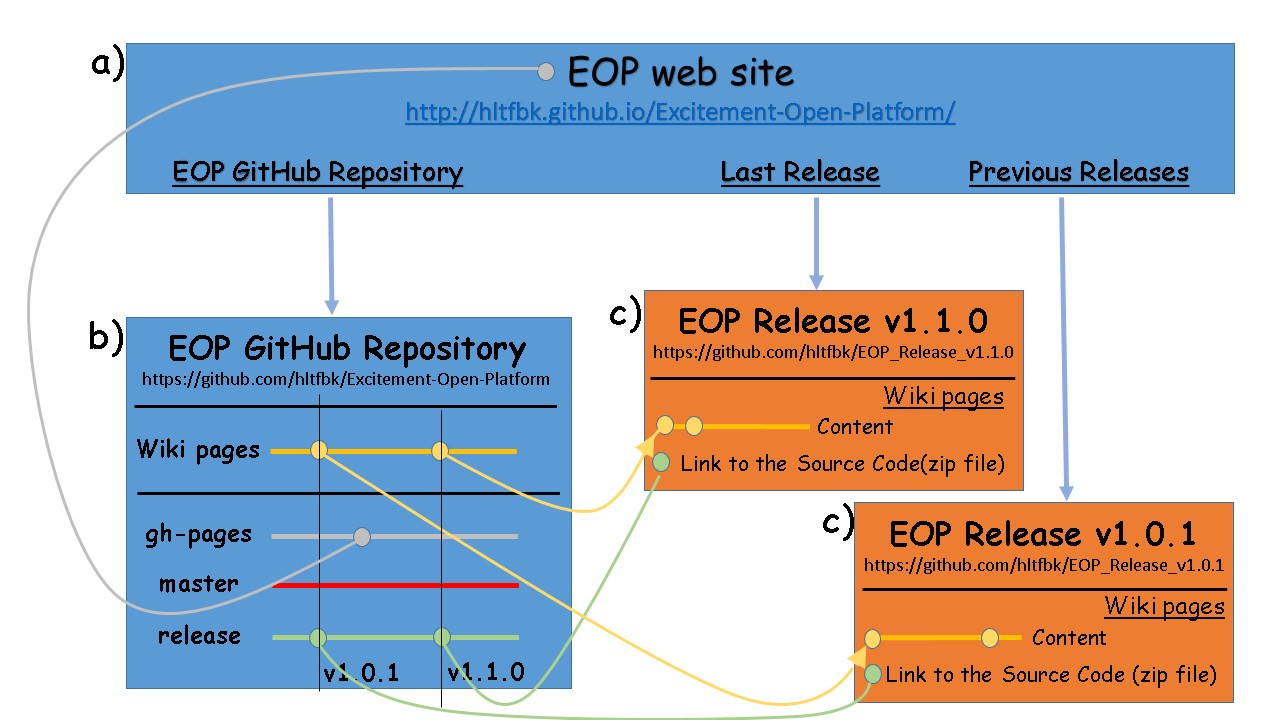 a)
EOP web site
http://hltfbk.github.io/Excitement-Open-Platform/
EOP GitHub Repository
Last Release
Previous Releases
b)
EOP GitHub Repository
https://github.com/hltfbk/Excitement-Open-Platform
Wiki pages
gh-pages
master
release
v1.0.1
v1.1.0
c)
EOP Release v1.1.0
https://github.com/hltfbk/EOP_Release_v1.1.0
Wiki pages
Content
Link to the Source Code(zip file)
c)
EOP Release v1.0.1
https://github.com/hltfbk/EOP_Release_v1.0.1
Wiki pages
Content
Link to the Source Code (zip file)